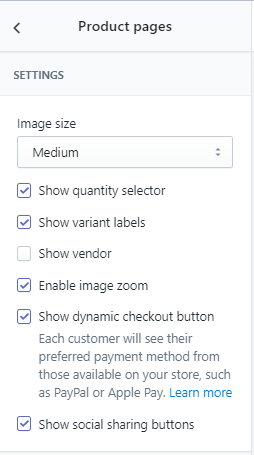 Product pages
SETTINGS
Image size
Medium
Show quantity selector
Show variant labels
Show vendor
Enable image zoom
Show dynamic checkout button
Each customer will see their
preferred payment method from
those available on your store, such
as PayPal or Apple Pay. Learn more
Show social sharing buttons